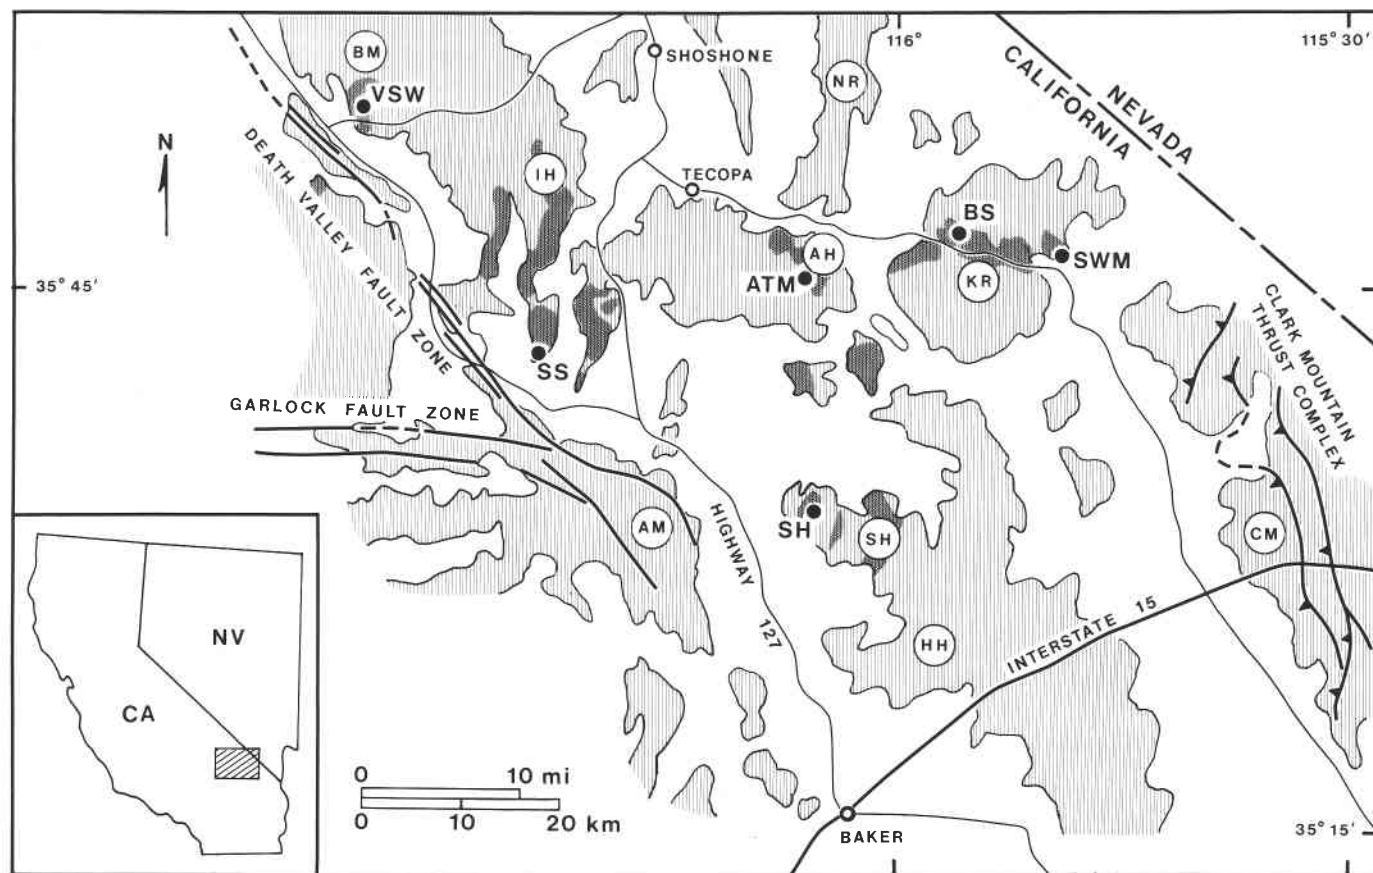 116°
115° 30'
BM
SHOSHONE
NR
NEVADA
CALIFORNIA
VSW
N
DEATH VALLEY FAULT ZONE
IH
TECOPA
BS
AH
SWM
ATM
KR
35° 45'
CLARK MOUNTAIN
THRUST COMPLEX
SS
GARLOCK FAULT ZONE
HIGHWAY 127
AM
SH
SH
CM
INTERSTATE 15
HH
NV
CA
0 10 mi
0 10 20 km
BAKER
35° 15'